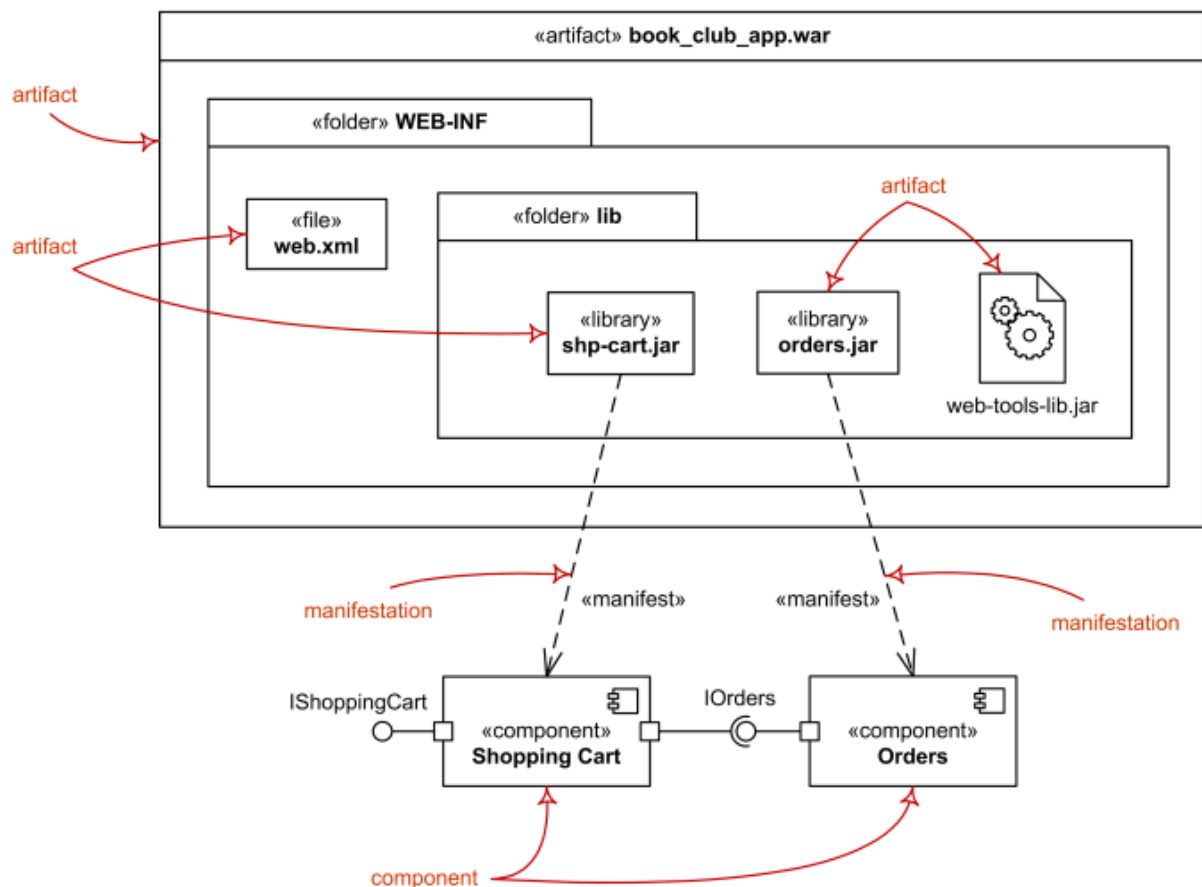 «artifact» book_club_app.war
artifact
«folder» WEB-INF
artifact
«folder» lib
«file»
web.xml
artifact
«library»
shp-cart.jar
«library»
orders.jar
web-tools-lib.jar
manifestation
«manifest»
«manifest»
manifestation
IShoppingCart
IOrders
«component»
Shopping Cart
«component»
Orders
component